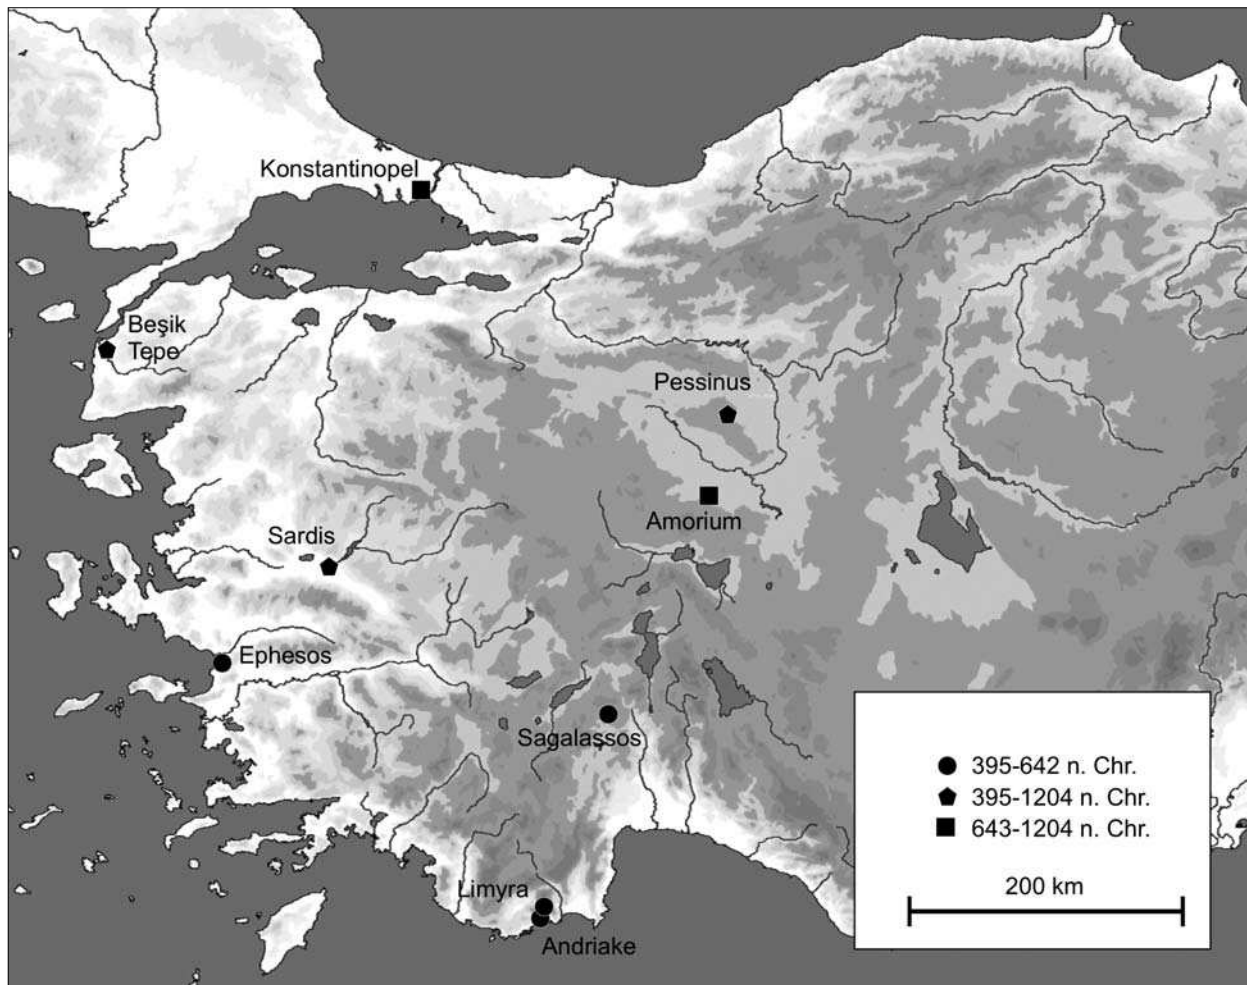 Konstantinopel
Beşik
Tepe
Pessinus
Amorium
Sardis
Ephesos
Sagalassos
Limyra
Andriake
395-642 n. Chr.
395-1204 n. Chr.
643-1204 n. Chr.
200 km